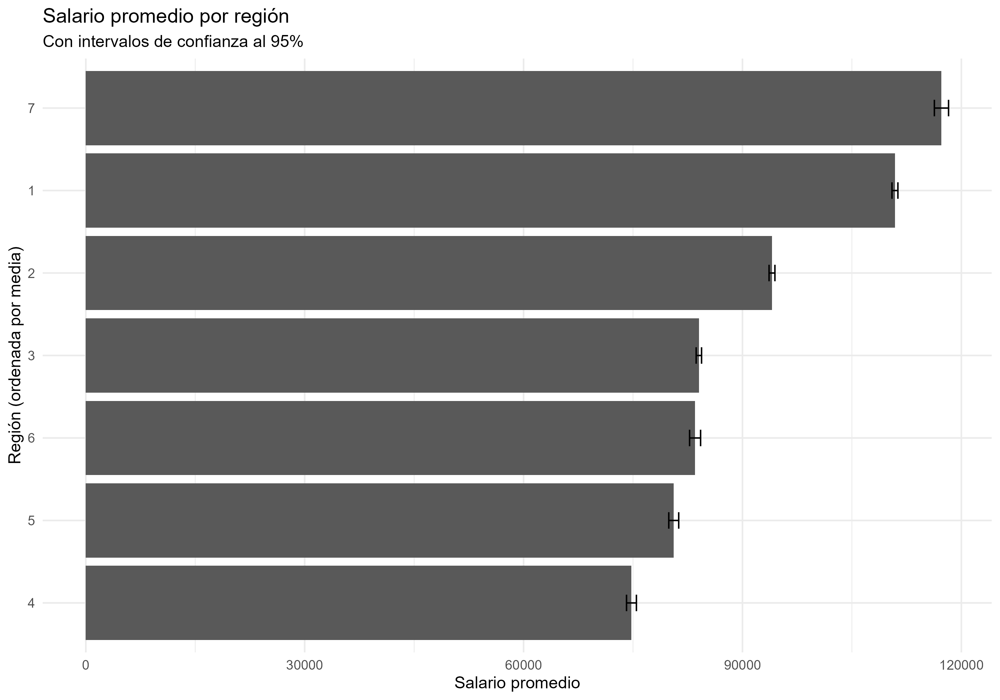 Salario promedio por región
Con intervalos de confianza al 95%
Región (ordenada por media)
7
1
2
3
6
5
4
0 30000 60000 90000 120000
Salario promedio